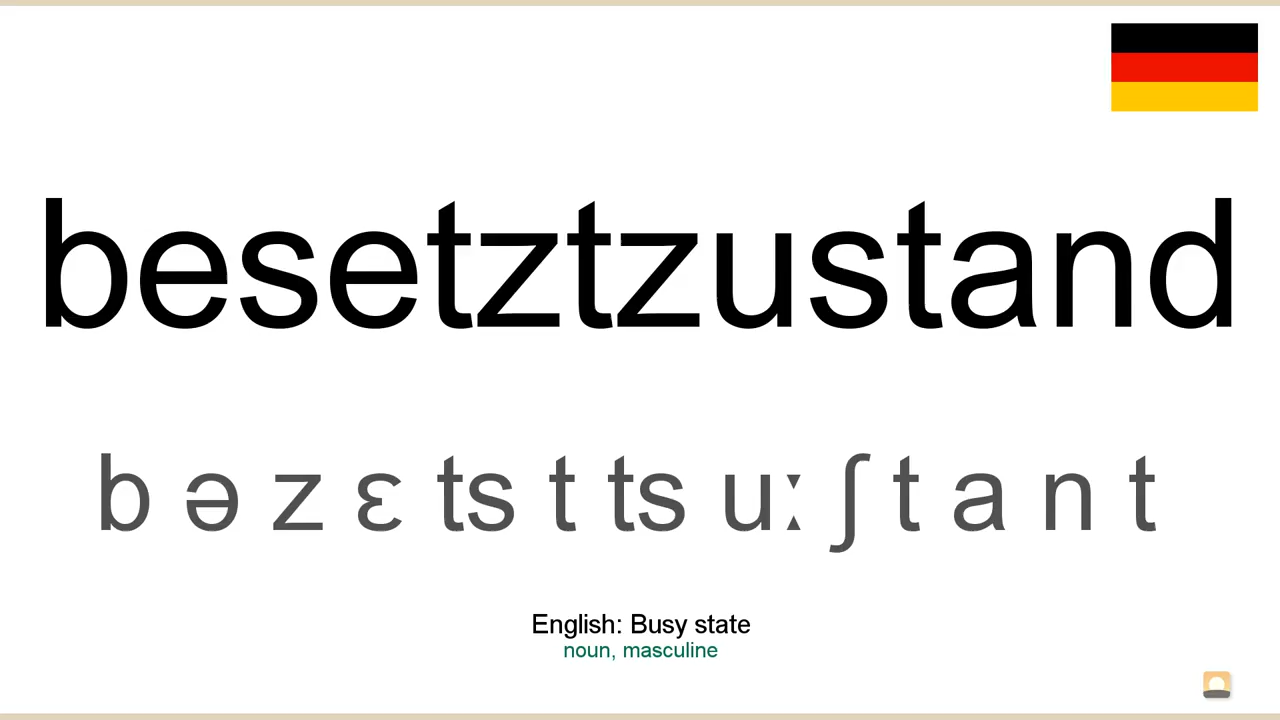 besetztzustand
b ə z ɛ ts t ts uː ʃ t a n t
English: Busy state
noun, masculine